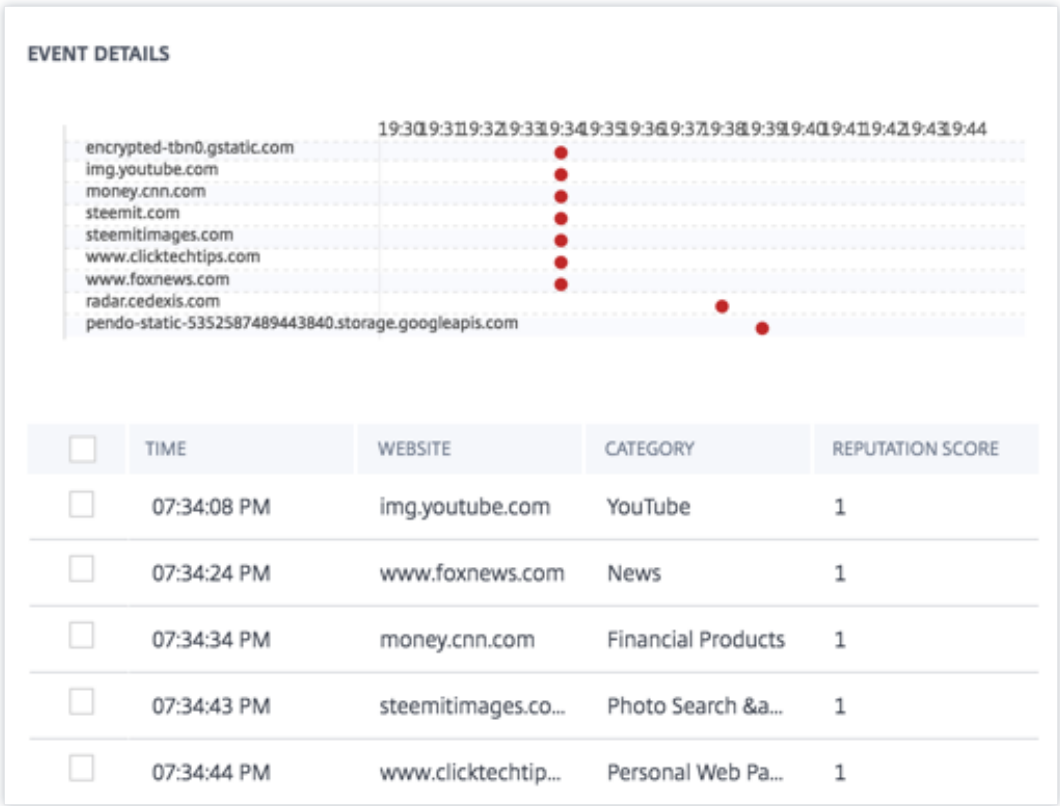 EVENT DETAILS
19:30 19:31 19:32 19:33 19:34 19:35 19:36 19:37 19:38 19:39 19:40 19:41 19:42 19:43 19:44
encrypted-tbn0.gstatic.com
img.youtube.com
money.cnn.com
steemit.com
steemitimages.com
www.clicktechtips.com
www.foxnews.com
radar.cedexis.com
pendo-static-5352587489443840.storage.googleapis.com
TIME WEBSITE CATEGORY REPUTATION SCORE
07:34:08 PM img.youtube.com YouTube 1
07:34:24 PM www.foxnews.com News 1
07:34:34 PM money.cnn.com Financial Products 1
07:34:43 PM steemitimages.co... Photo Search &a... 1
07:34:44 PM www.clicktechtip... Personal Web Pa... 1